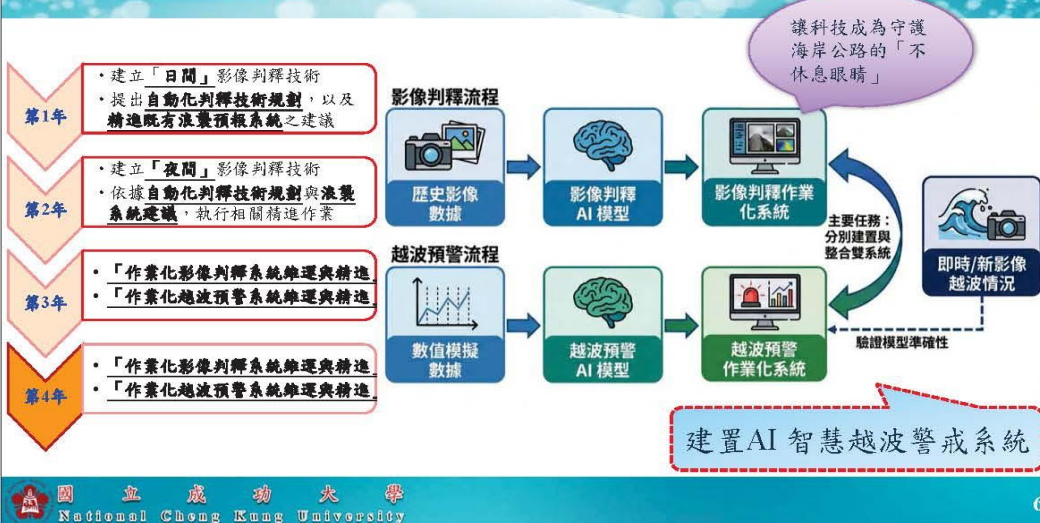 讓科技成為守護
海岸公路的「不
休息眼睛」
第1年
・建立「日間」影像判釋技術
・提出自動化判釋技術規劃，以及
精進既有浪襲預報系統之建議
第2年
・建立「夜間」影像判釋技術
・依據自動化判釋技術規劃與浪襲
系統建議，執行相關精進作業
第3年
・「作業化影像判釋系統維運與精進」
・「作業化越波預警系統維運與精進」
第4年
・「作業化影像判釋系統維運與精進」
・「作業化越波預警系統維運與精進」
影像判釋流程
歷史影像
數據
影像判釋
AI 模型
影像判釋作業
化系統
越波預警流程
數值模擬
數據
越波預警
AI 模型
越波預警
作業化系統
主要任務：
分別建置與
整合雙系統
即時/新影像
越波情況
驗證模型準確性
建置AI 智慧越波警戒系統
國立成功大學
National Cheng Kung University
6